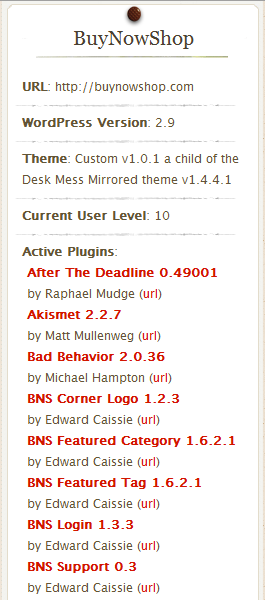 BuyNowShop
URL: http://buynowshop.com
WordPress Version: 2.9
Theme: Custom v1.0.1 a child of the
Desk Mess Mirrored theme v1.4.4.1
Current User Level: 10
Active Plugins:
After The Deadline 0.49001
by Raphael Mudge (url)
Akismet 2.2.7
by Matt Mullenweg (url)
Bad Behavior 2.0.36
by Michael Hampton (url)
BNS Corner Logo 1.2.3
by Edward Caissie (url)
BNS Featured Category 1.6.2.1
by Edward Caissie (url)
BNS Featured Tag 1.6.2.1
by Edward Caissie (url)
BNS Login 1.3.3
by Edward Caissie (url)
BNS Support 0.3
by Edward Caissie (url)